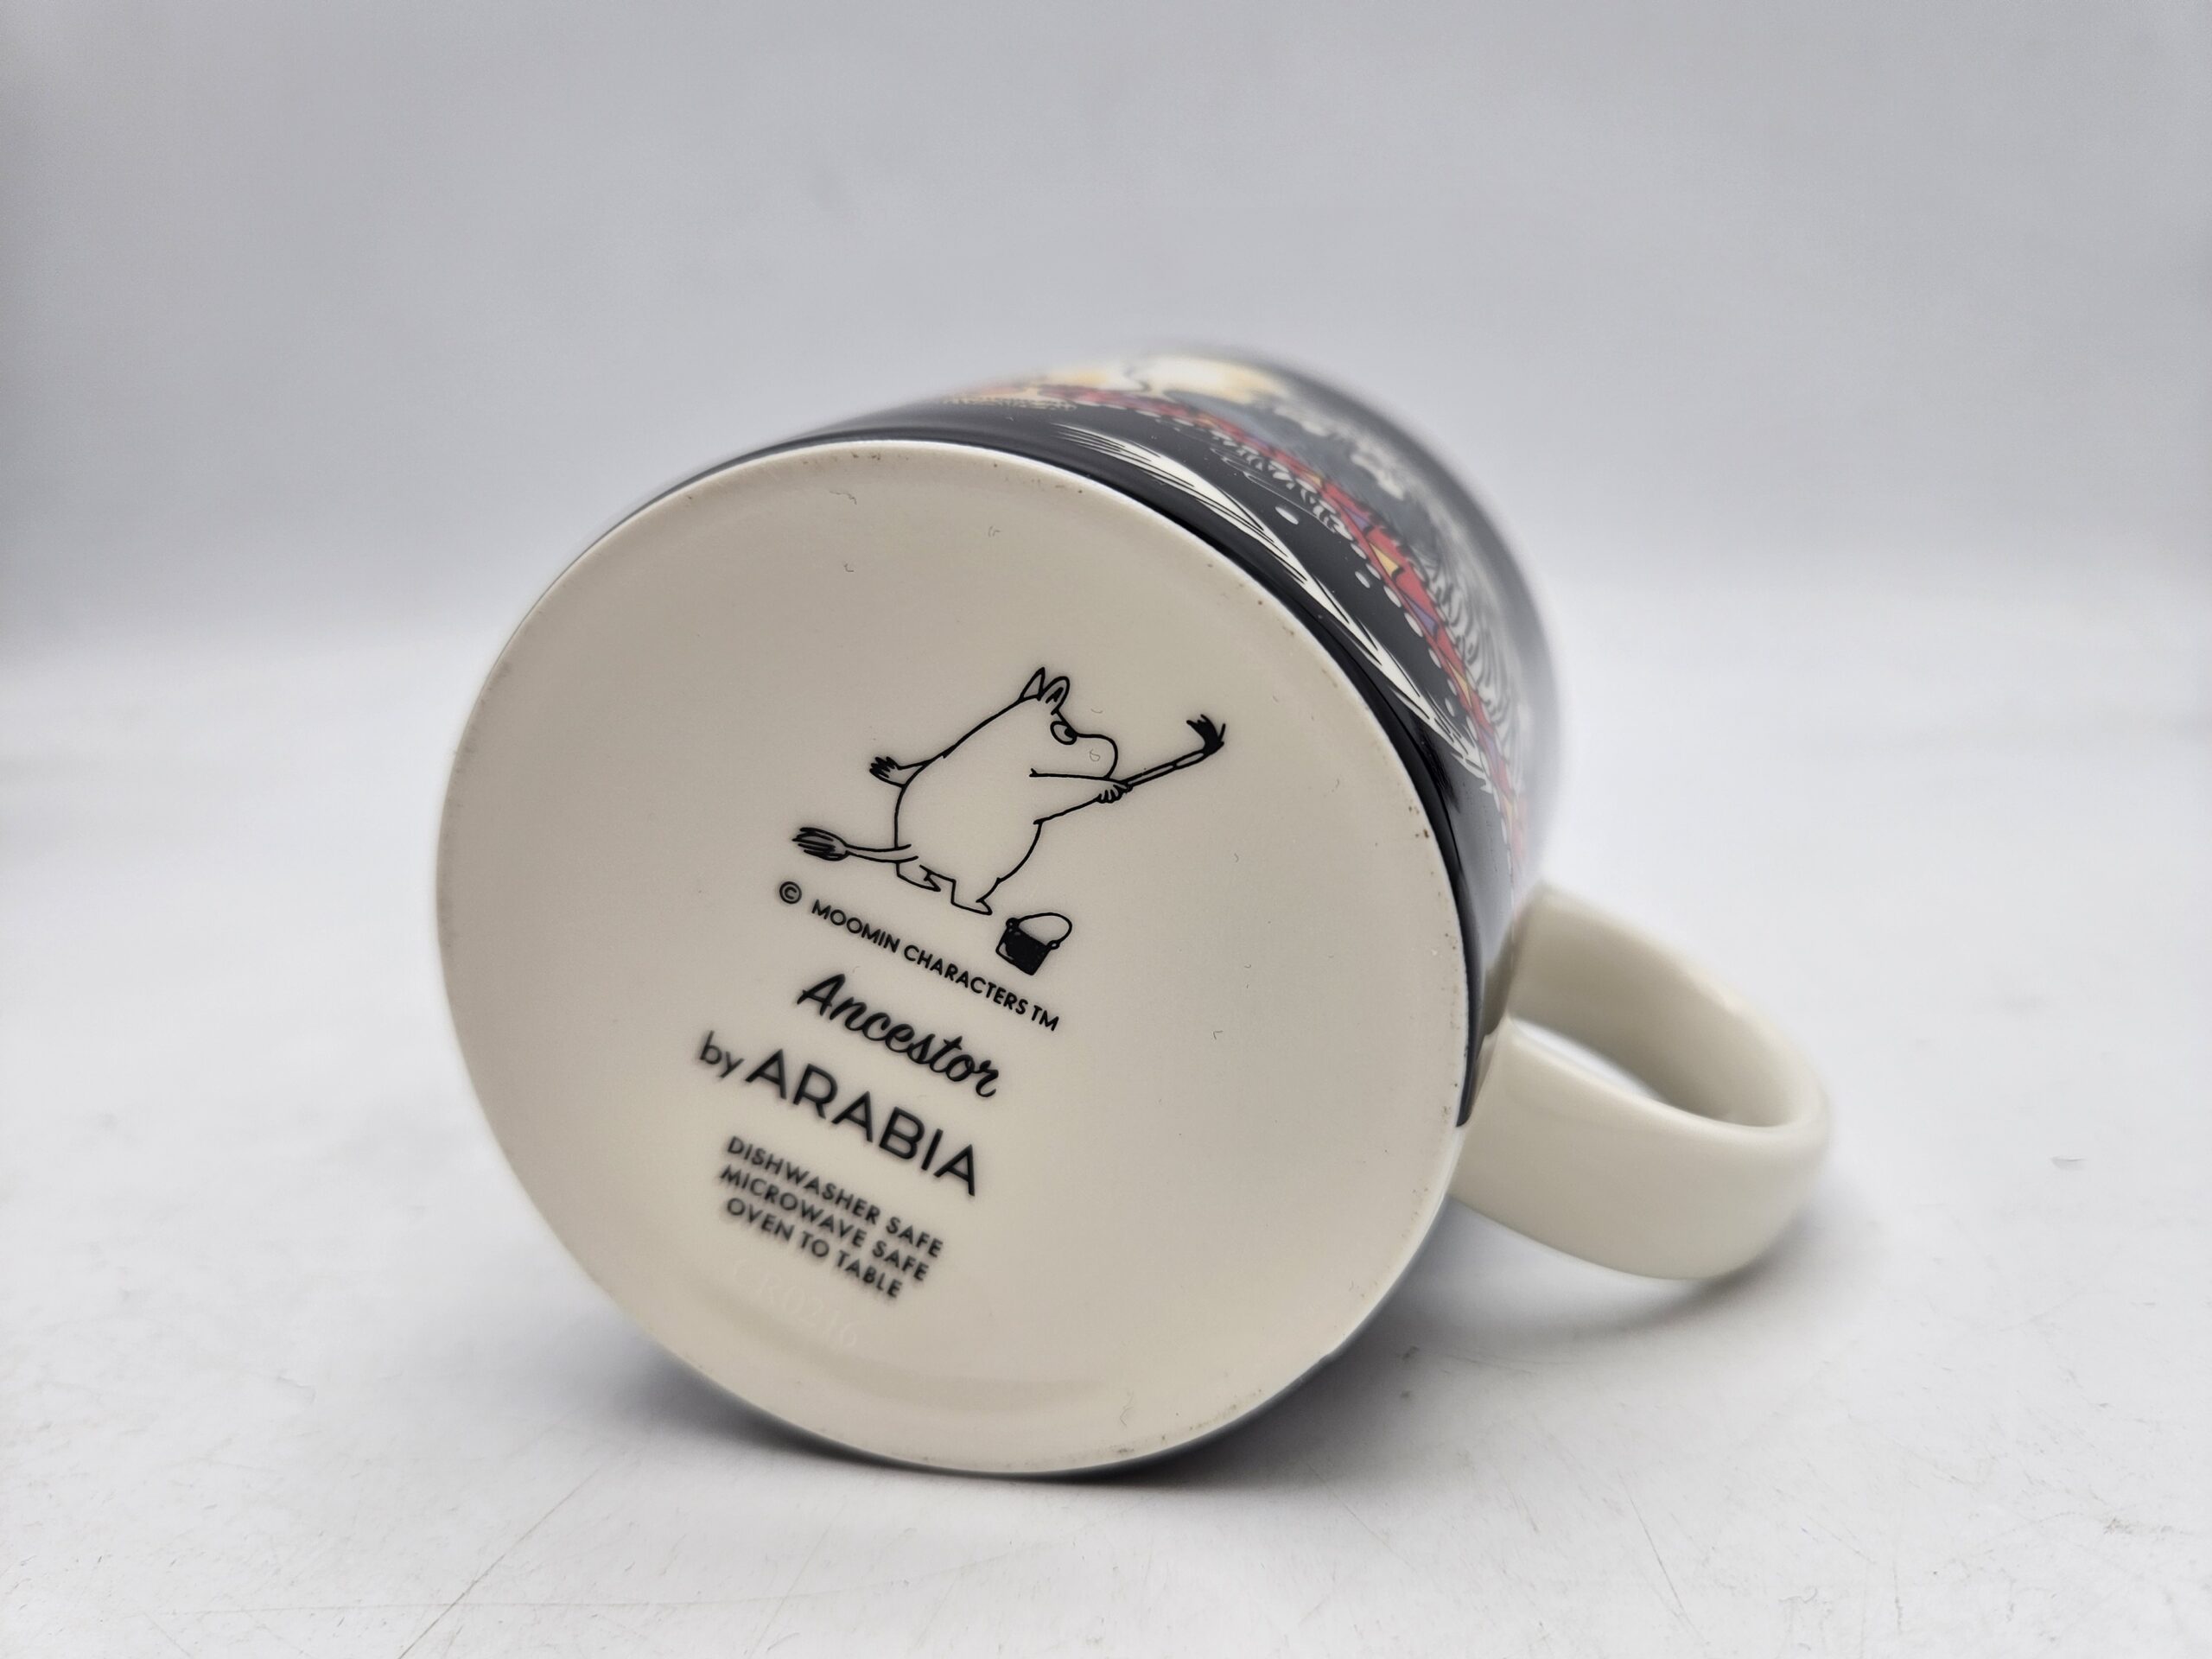 © MOOMIN CHARACTERS TM
Ancestor
by ARABIA
DISHWASHER SAFE
MICROWAVE SAFE
OVEN TO TABLE